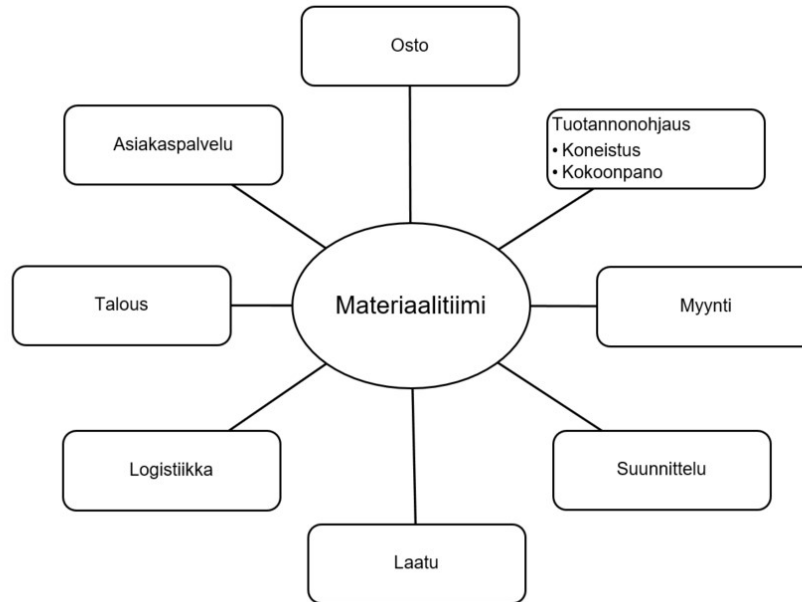 Osto
Asiakaspalvelu
Tuotannonohjaus
• Koneistus
• Kokoonpano
Talous
Materiaalitiimi
Myynti
Logistiikka
Suunnittelu
Laatu